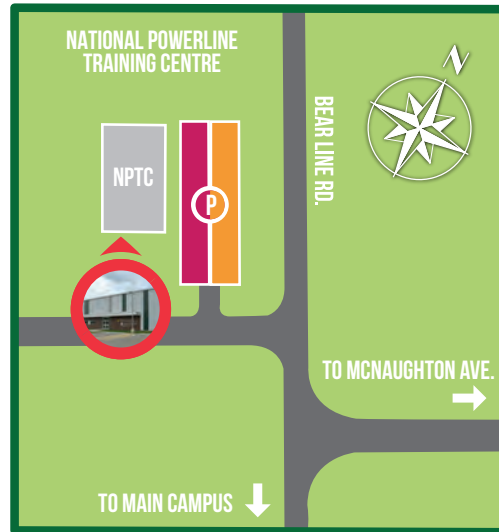 NATIONAL POWERLINE
TRAINING CENTRE
N
BEAR LINE RD.
NPTC
P
TO MCNAUGHTON AVE.
TO MAIN CAMPUS